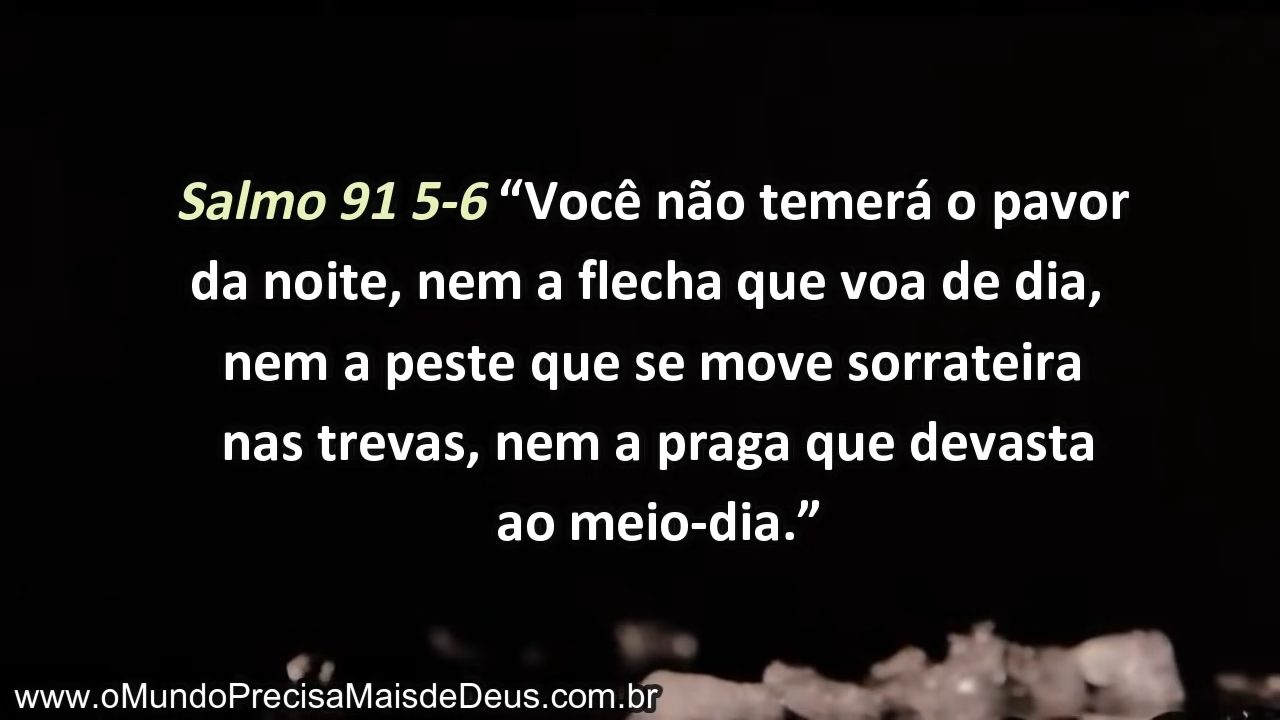 Salmo 91 5-6 “Você não temerá o pavor
da noite, nem a flecha que voa de dia,
nem a peste que se move sorrateira
nas trevas, nem a praga que devasta
ao meio-dia.”
www.oMundoPrecisaMaisdeDeus.com.br